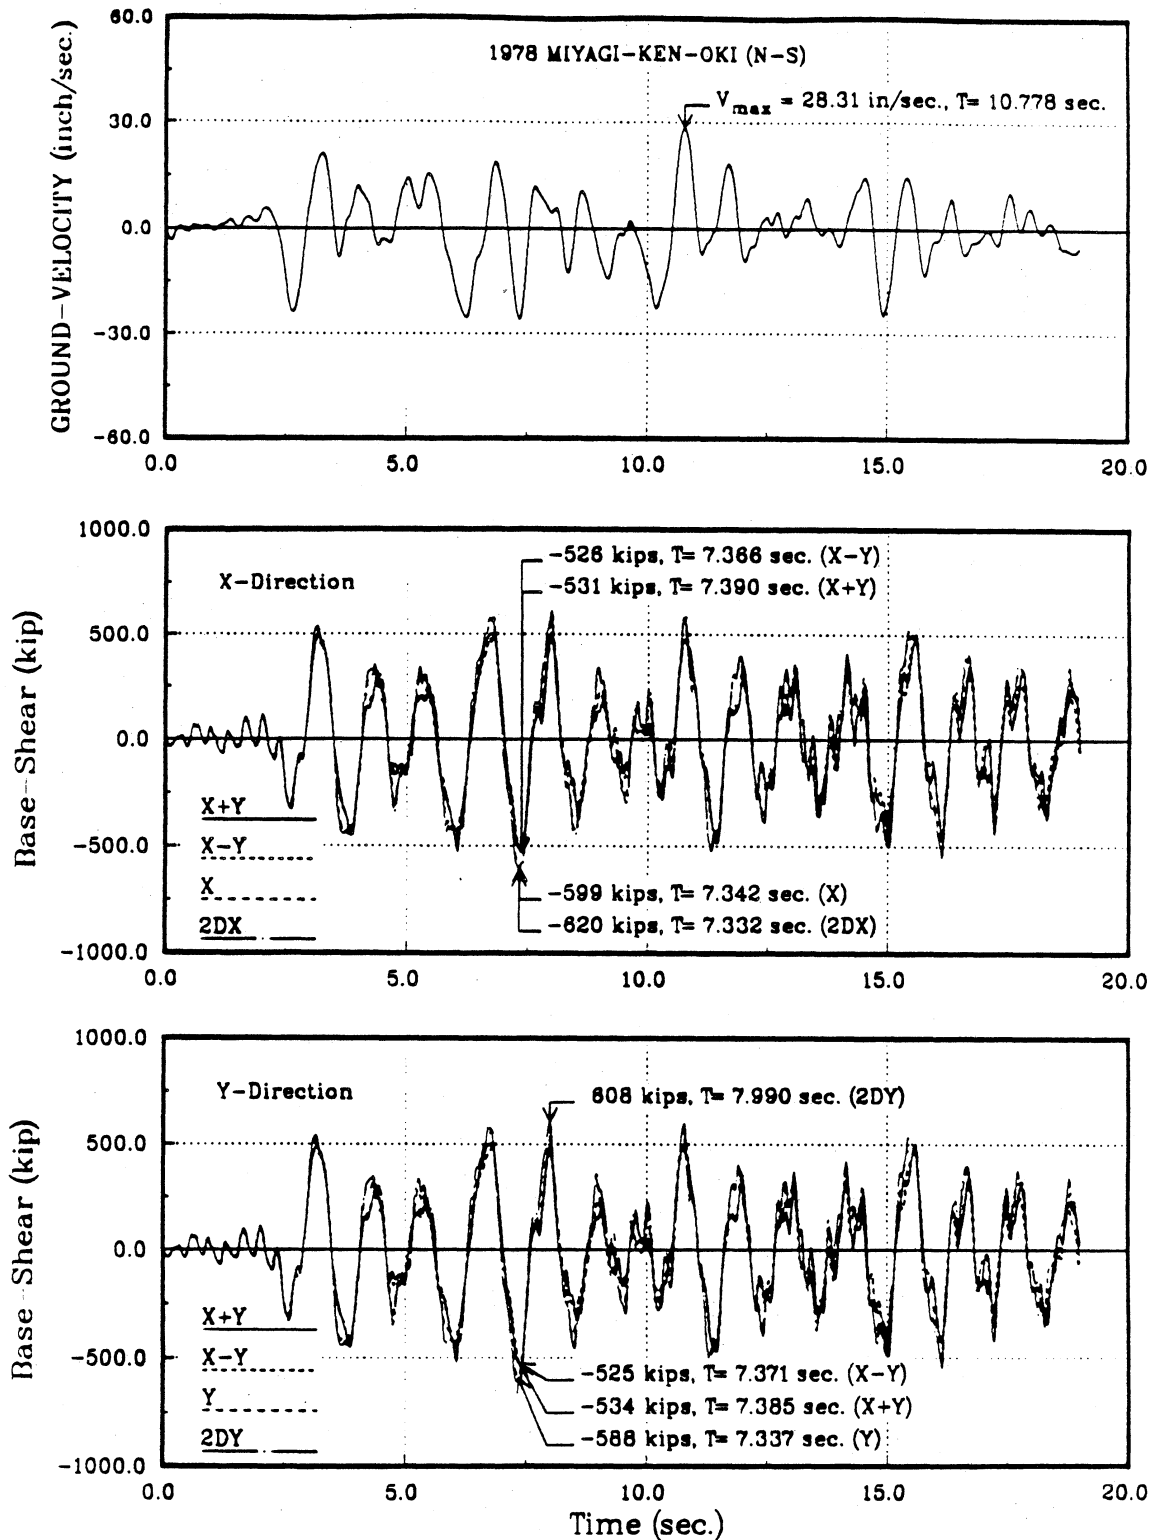 60.0
1978 MIYAGI-KEN-OKI (N-S)
Vmax = 28.31 in/sec., T= 10.778 sec.
30.0
0.0
-30.0
-60.0
GROUND-VELOCITY (inch/sec.)
0.0 5.0 10.0 15.0 20.0
1000.0
-526 kips, T= 7.366 sec. (X-Y)
X-Direction
-531 kips, T= 7.390 sec. (X+Y)
500.0
0.0
Base-Shear (kip)
X+Y
X-Y
-500.0
X
-599 kips, T= 7.342 sec. (X)
2DX
-620 kips, T= 7.332 sec. (2DX)
-1000.0
0.0 5.0 10.0 15.0 20.0
1000.0
Y-Direction
608 kips, T= 7.990 sec. (2DY)
500.0
0.0
Base-Shear (kip)
X+Y
X-Y
-500.0
-525 kips, T= 7.371 sec. (X-Y)
Y
-534 kips, T= 7.385 sec. (X+Y)
2DY
-588 kips, T= 7.337 sec. (Y)
-1000.0
0.0 5.0 10.0 15.0 20.0
Time (sec.)